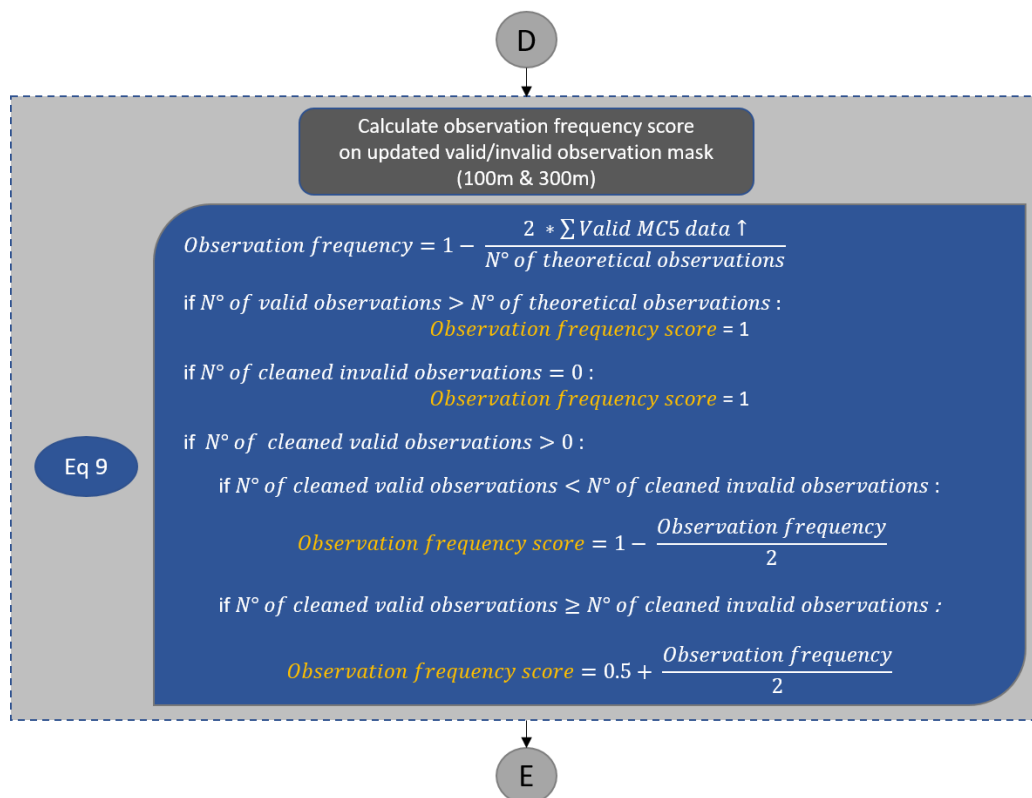 D
Calculate observation frequency score
on updated valid/invalid observation mask
(100m & 300m)
Observation frequency = 1 − 2 * ∑ Valid MC5 data ↑ / N° of theoretical observations
if N° of valid observations > N° of theoretical observations :
Observation frequency score = 1
if N° of cleaned invalid observations = 0 :
Observation frequency score = 1
if N° of cleaned valid observations > 0 :
Eq 9
if N° of cleaned valid observations < N° of cleaned invalid observations :
Observation frequency score = 1 − Observation frequency / 2
if N° of cleaned valid observations ≥ N° of cleaned invalid observations :
Observation frequency score = 0.5 + Observation frequency / 2
E